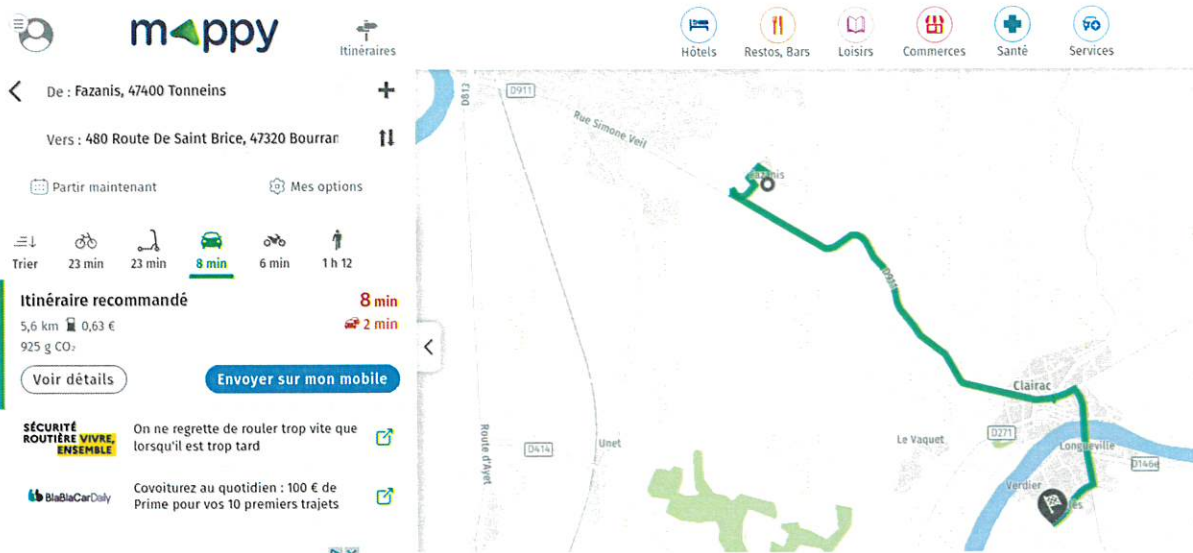 mappy
Itinéraires
Hôtels
Restos, Bars
Loisirs
Commerces
Santé
Services
De : Fazanis, 47400 Tonneins
Vers : 480 Route De Saint Brice, 47320 Bourran
Partir maintenant
Mes options
Trier
23 min
23 min
8 min
6 min
1 h 12
Itinéraire recommandé
8 min
5,6 km 0,63 €
2 min
925 g CO₂
Voir détails
Envoyer sur mon mobile
SÉCURITÉ
ROUTIÈRE VIVRE,
ENSEMBLE
On ne regrette de rouler trop vite que
lorsqu'il est trop tard
BlaBlaCarDaily
Covoiturez au quotidien : 100 € de
Prime pour vos 10 premiers trajets
D813
D911
Rue Simone Veil
Fazanis
D911
Clairac
Route d'Ayet
D414
Unet
Le Vaquet
D271
Longueville
D146e
Verdier